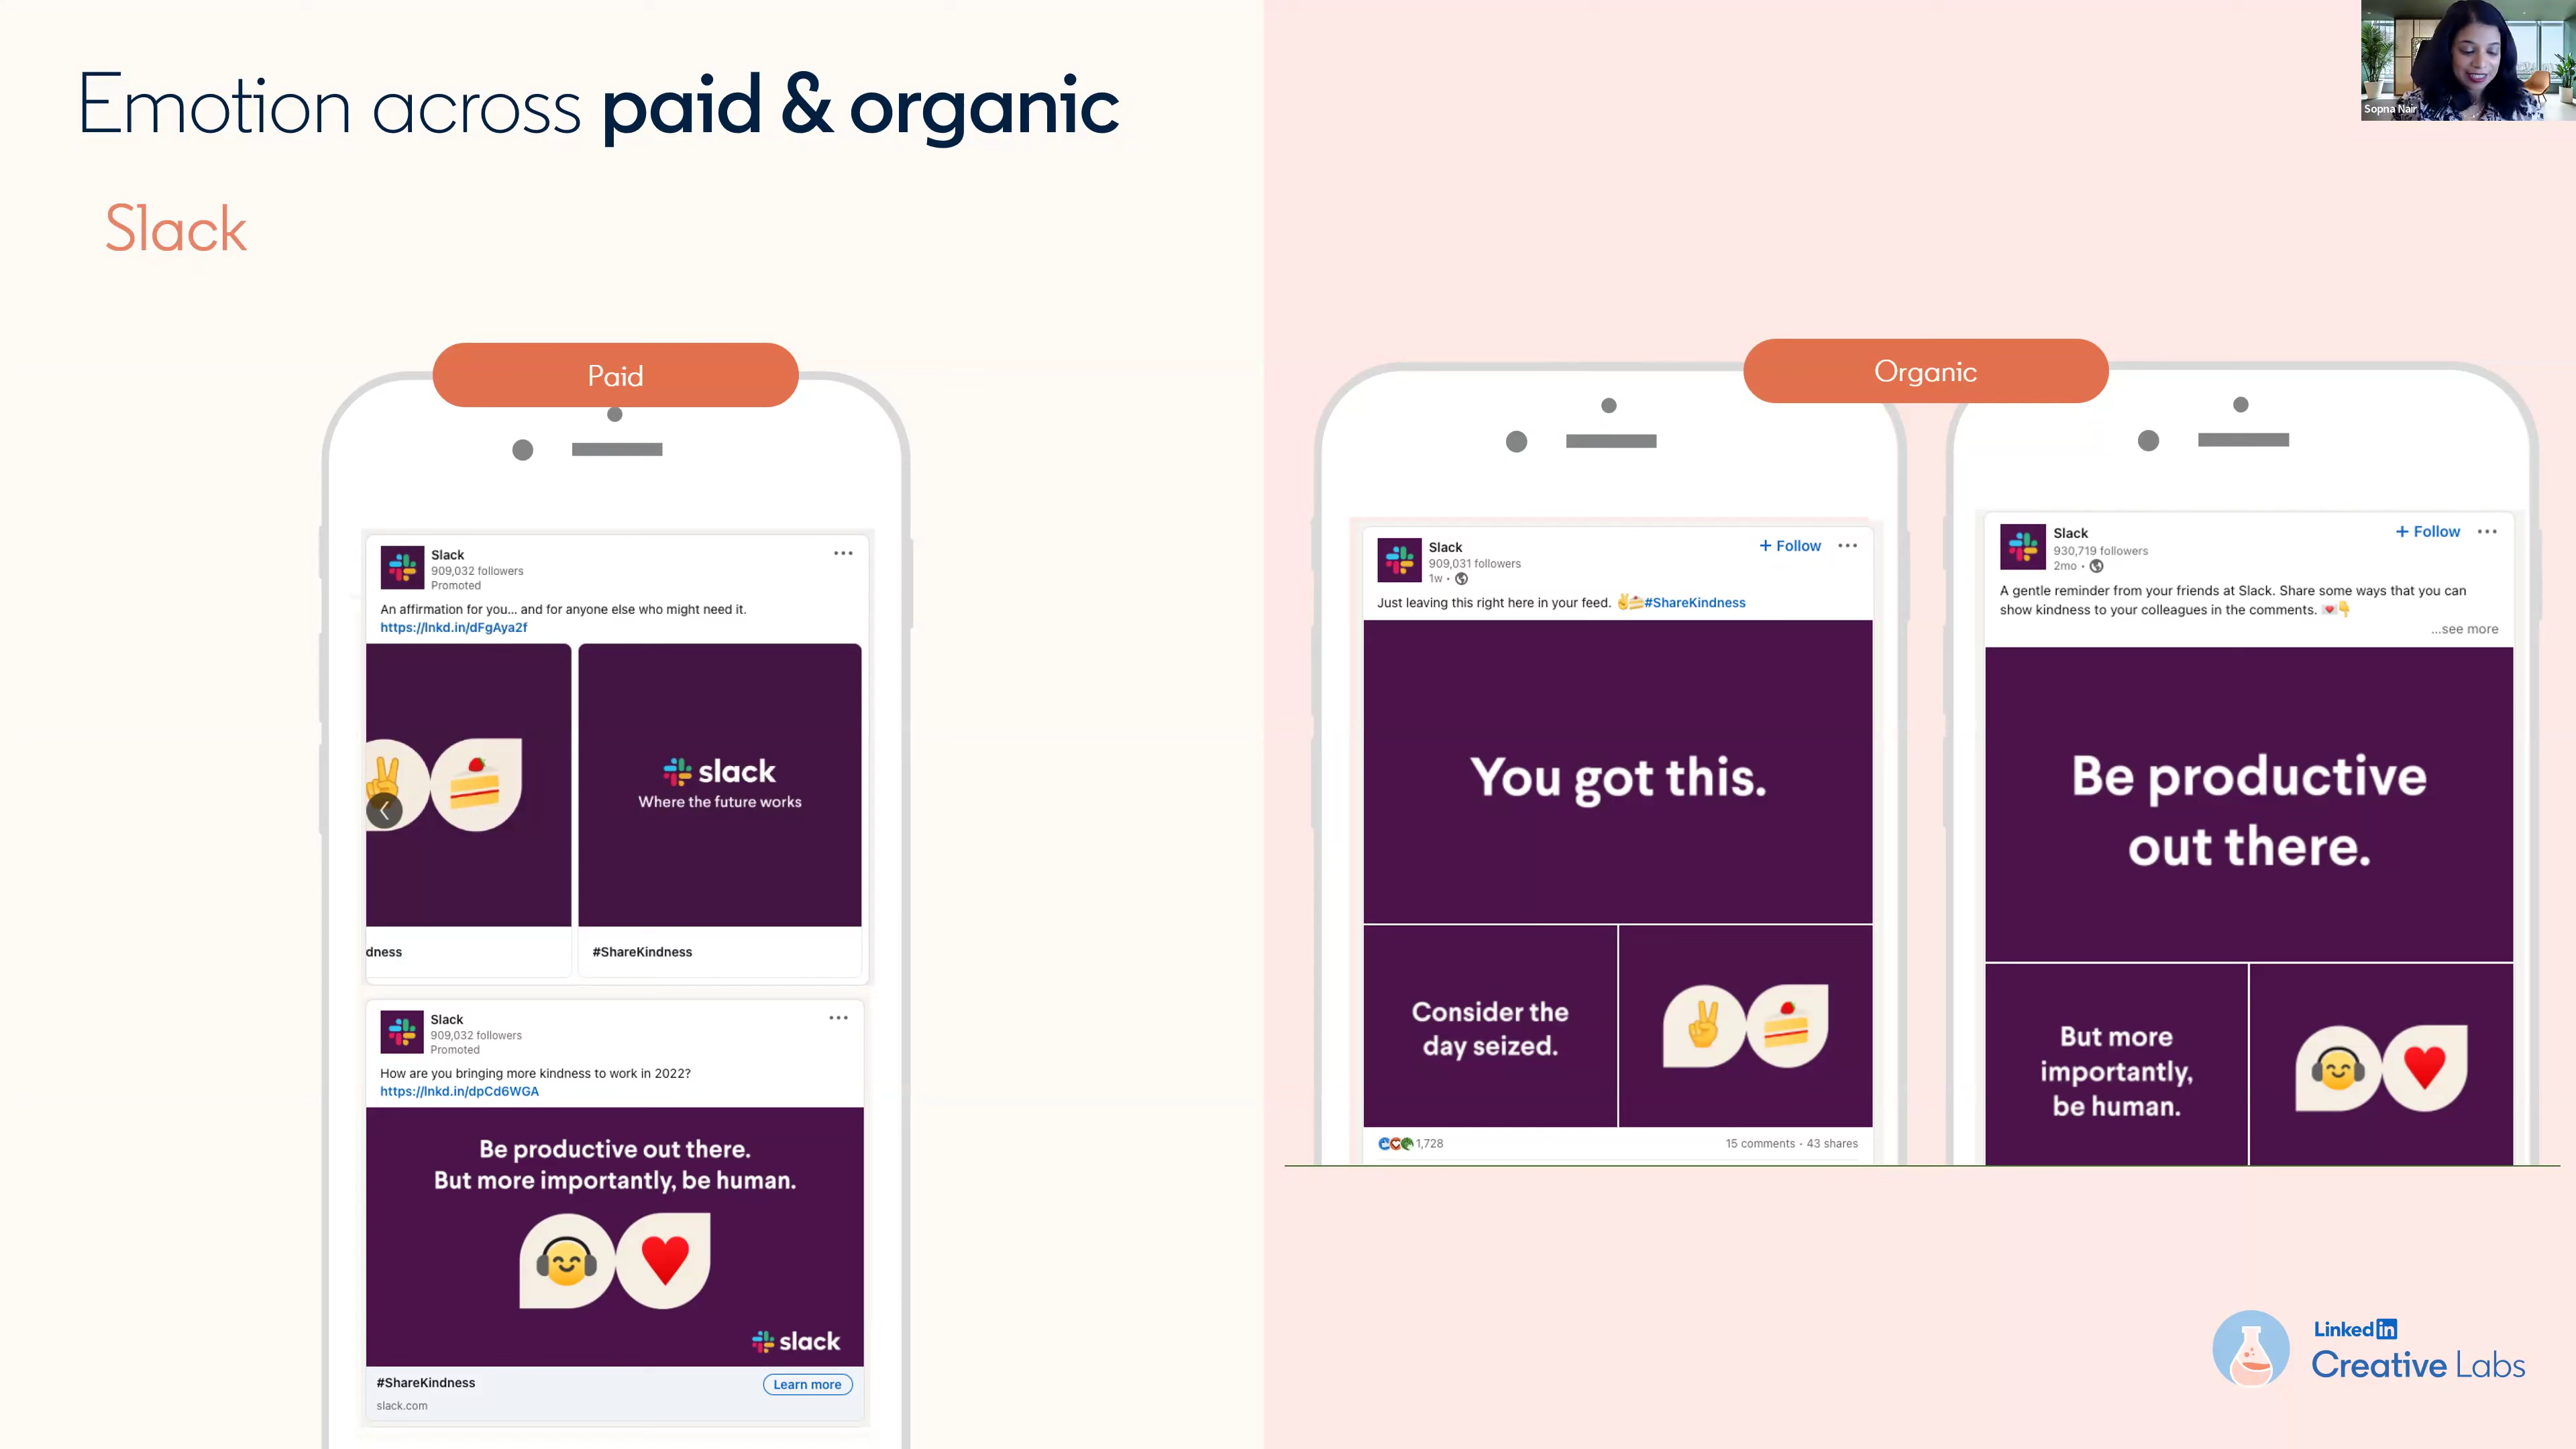 Emotion across paid & organic
Sopna Nair
Slack
Paid
Slack
909,032 followers
Promoted
An affirmation for you... and for anyone else who might need it.
https://lnkd.in/dFgAya2f
slack
Where the future works
dness
#ShareKindness
Slack
909,032 followers
Promoted
How are you bringing more kindness to work in 2022?
https://lnkd.in/dpCd6WGA
Be productive out there.
But more importantly, be human.
slack
#ShareKindness
Learn more
slack.com
Organic
Slack
+ Follow
909,031 followers
1w •
Just leaving this right here in your feed. ✌️🍰#ShareKindness
You got this.
Consider the
day seized.
1,728
15 comments • 43 shares
Slack
+ Follow
930,719 followers
2mo •
A gentle reminder from your friends at Slack. Share some ways that you can
show kindness to your colleagues in the comments. 💌👇
...see more
Be productive
out there.
But more
importantly,
be human.
Linked in
Creative Labs